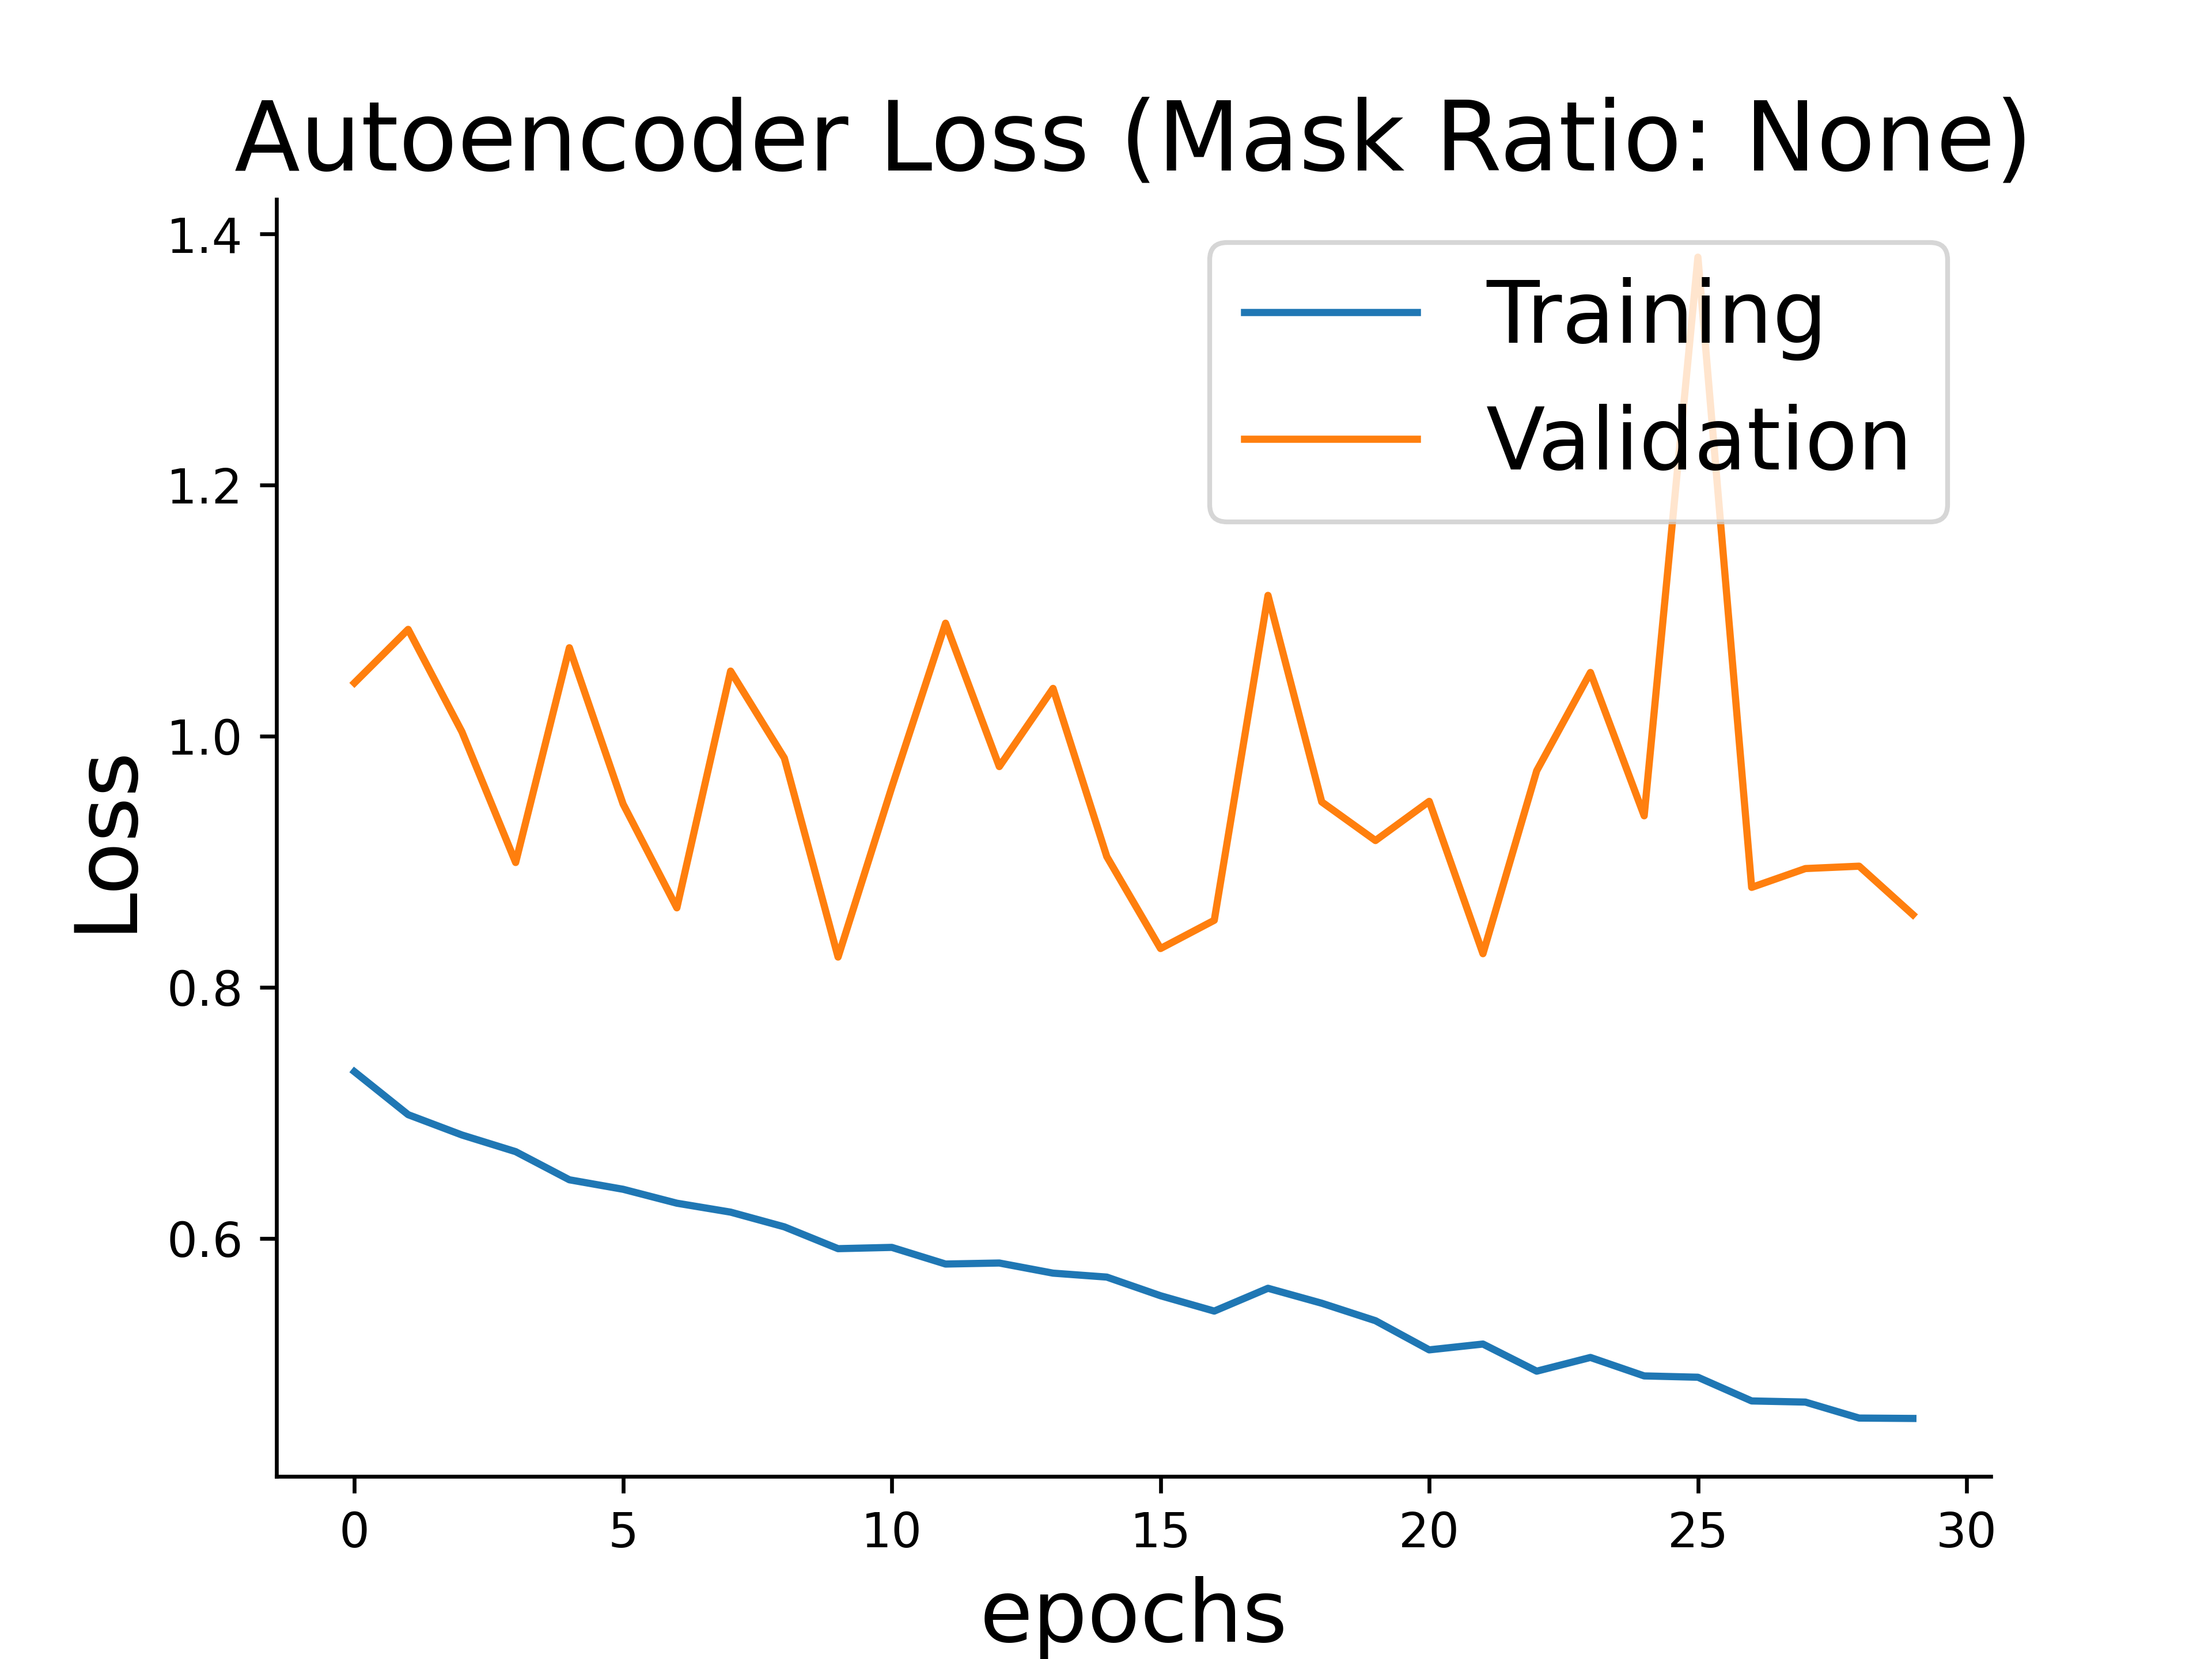 Autoencoder Loss (Mask Ratio: None)
1.4
1.2
1.0
0.8
0.6
Loss
Training
Validation
0 5 10 15 20 25 30
epochs